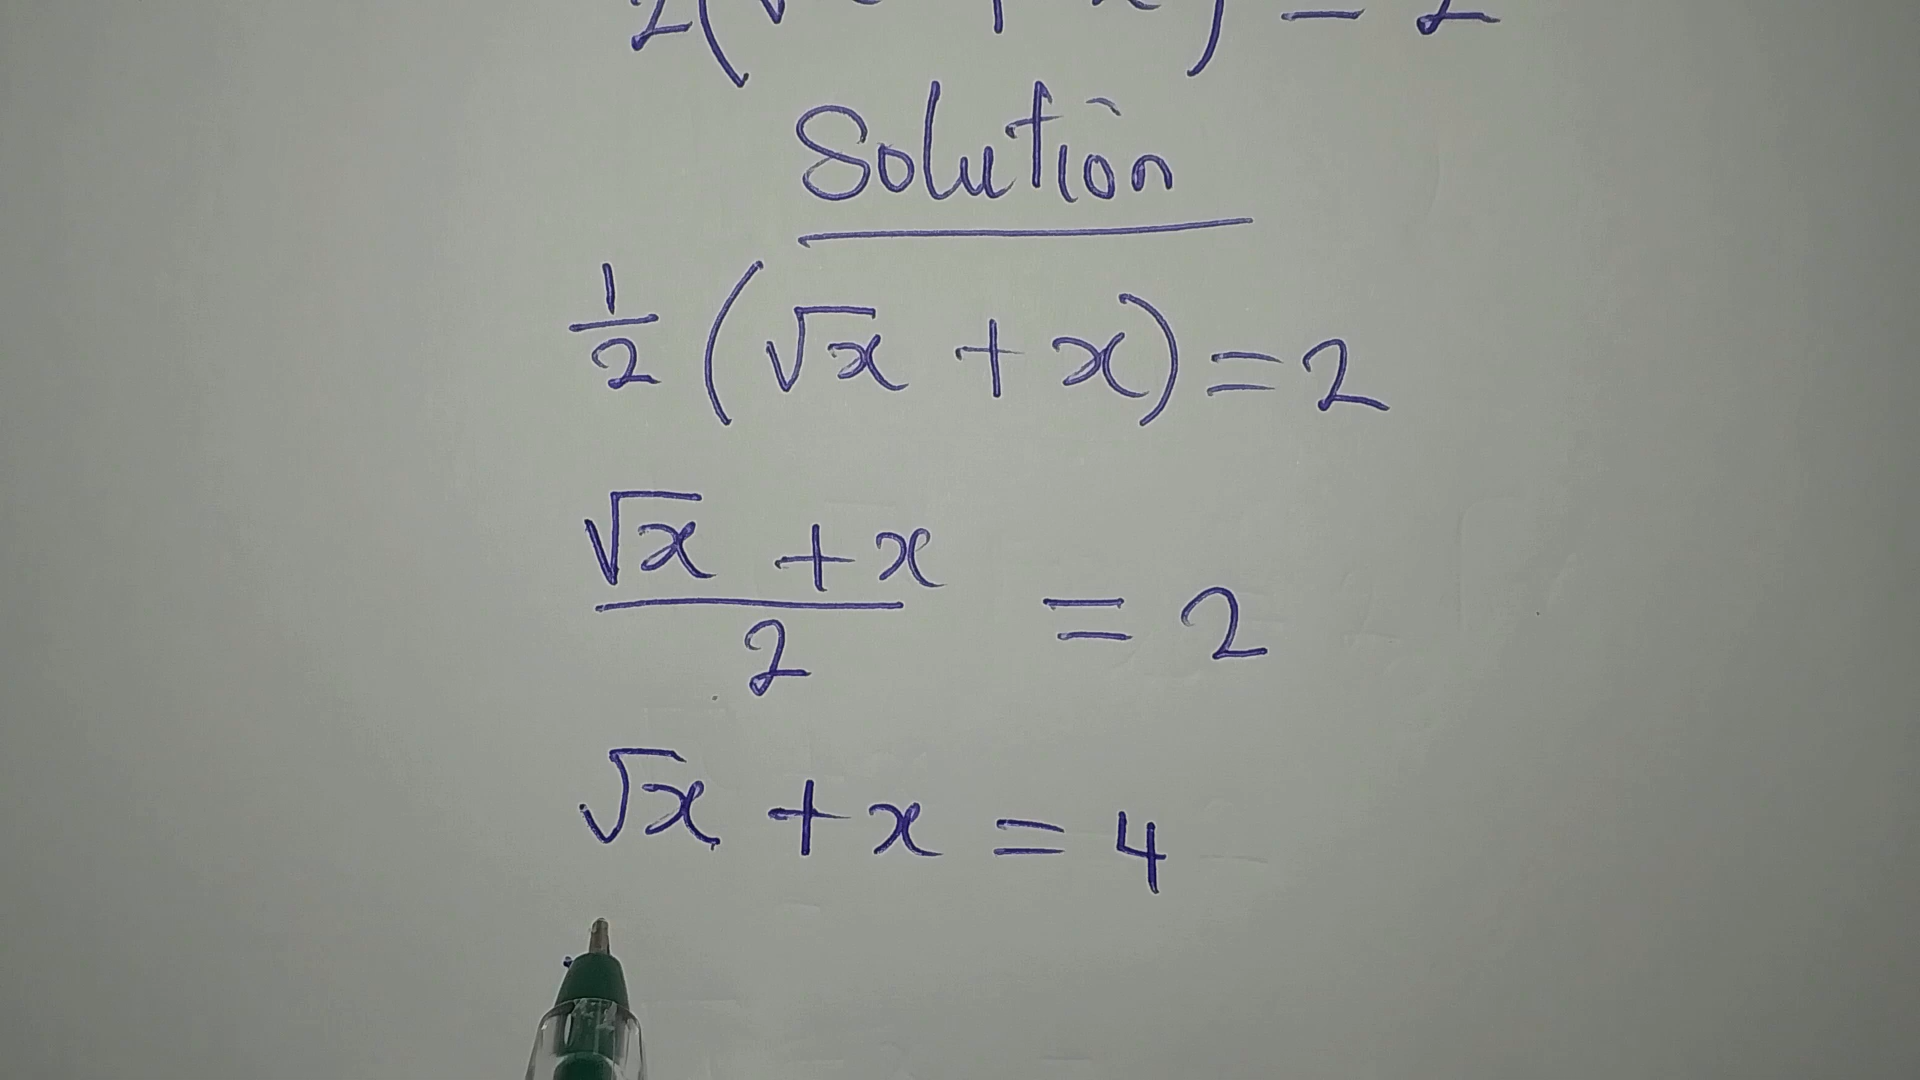 Solution
1/2 (√x + x) = 2
√x + x / 2 = 2
√x + x = 4